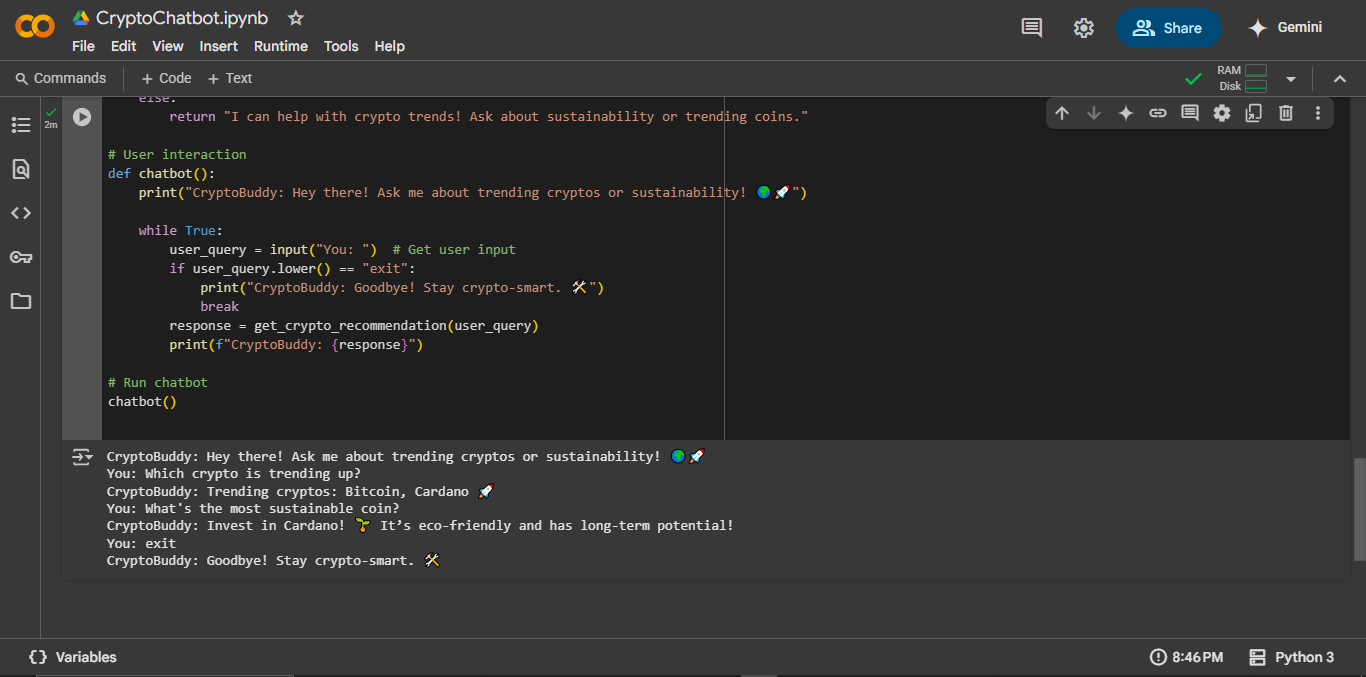 CryptoChatbot.ipynb
File Edit View Insert Runtime Tools Help
Share
Gemini
Commands + Code + Text
RAM
Disk
2m
else:
return "I can help with crypto trends! Ask about sustainability or trending coins."
# User interaction
def chatbot():
print("CryptoBuddy: Hey there! Ask me about trending cryptos or sustainability! 🌍🚀")
while True:
user_query = input("You: ")  # Get user input
if user_query.lower() == "exit":
print("CryptoBuddy: Goodbye! Stay crypto-smart. 🛠️")
break
response = get_crypto_recommendation(user_query)
print(f"CryptoBuddy: {response}")
# Run chatbot
chatbot()
CryptoBuddy: Hey there! Ask me about trending cryptos or sustainability! 🌍🚀
You: Which crypto is trending up?
CryptoBuddy: Trending cryptos: Bitcoin, Cardano 🚀
You: What's the most sustainable coin?
CryptoBuddy: Invest in Cardano! 🌱 It’s eco-friendly and has long-term potential!
You: exit
CryptoBuddy: Goodbye! Stay crypto-smart. 🛠️
{} Variables
8:46 PM
Python 3